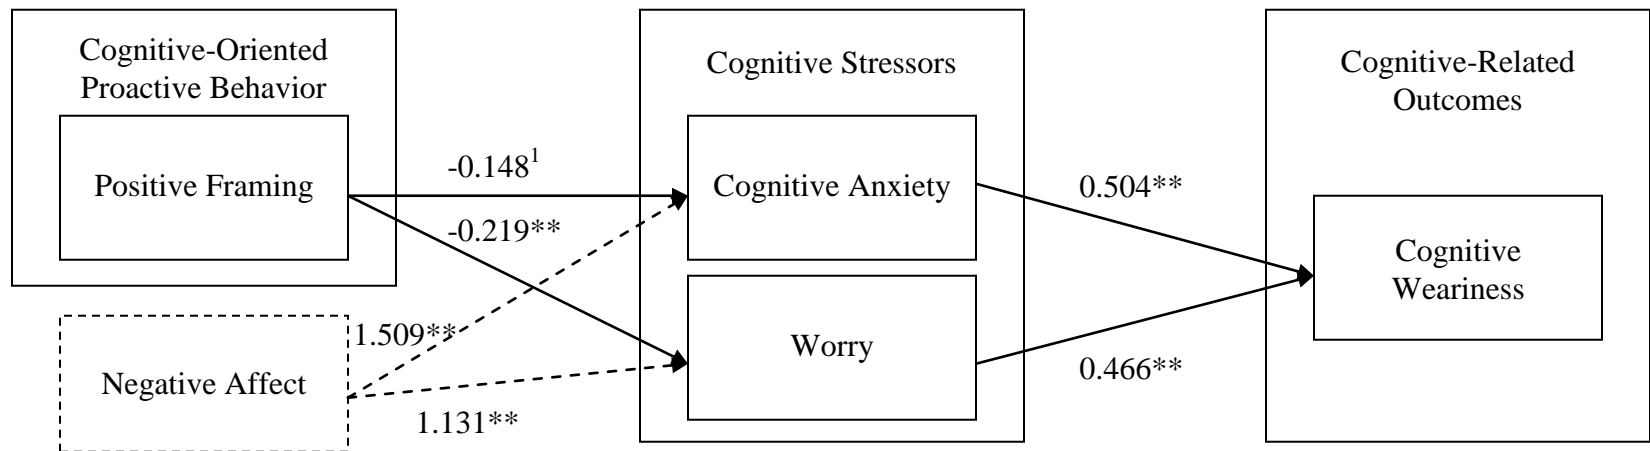 Cognitive-Oriented
Proactive Behavior
Positive Framing
Negative Affect
-0.148¹
-0.219**
1.509**
1.131**
Cognitive Stressors
Cognitive Anxiety
Worry
0.504**
0.466**
Cognitive-Related
Outcomes
Cognitive
Weariness